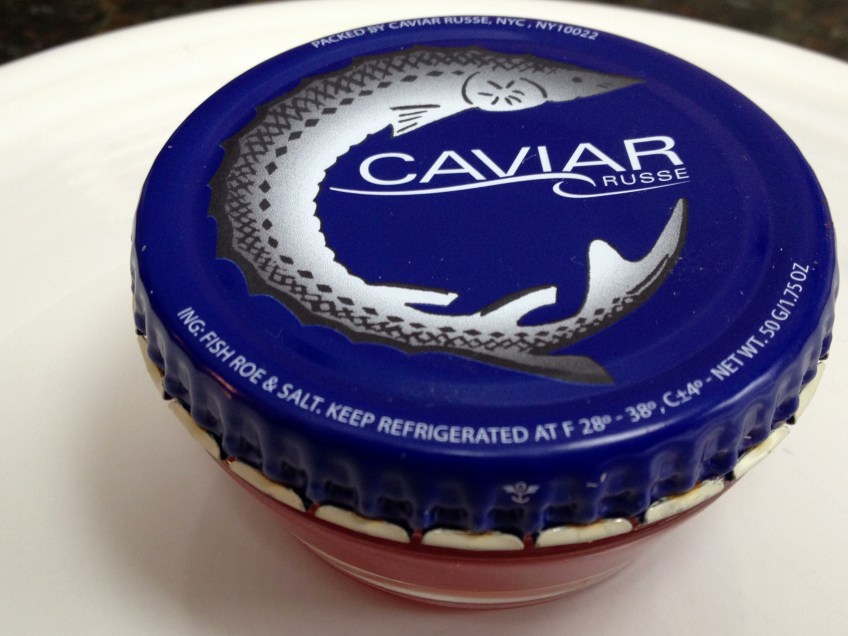 PACKED BY CAVIAR RUSSE, NYC , NY10022
CAVIAR
RUSSE
ING: FISH ROE & SALT. KEEP REFRIGERATED AT F 28º - 38º , C±4º - NET WT. 50 G/1.75 OZ